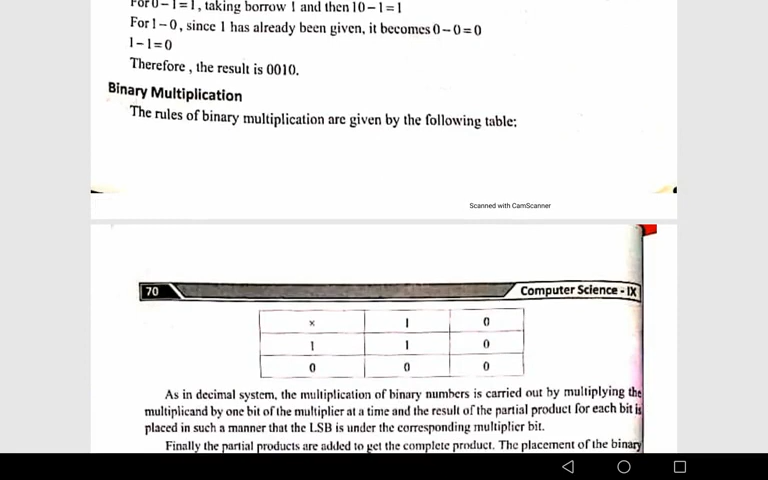 For 0 – 1 = 1, taking borrow 1 and then 10 – 1 = 1
For 1 – 0, since 1 has already been given, it becomes 0 – 0 = 0
1 – 1 = 0
Therefore , the result is 0010.
Binary Multiplication
The rules of binary multiplication are given by the following table:
Scanned with CamScanner
70
Computer Science - IX
× 1 0
1 1 0
0 0 0
As in decimal system, the multiplication of binary numbers is carried out by multiplying the
multiplicand by one bit of the multiplier at a time and the result of the partial product for each bit is
placed in such a manner that the LSB is under the corresponding multiplier bit.
Finally the partial products are added to get the complete product. The placement of the binary